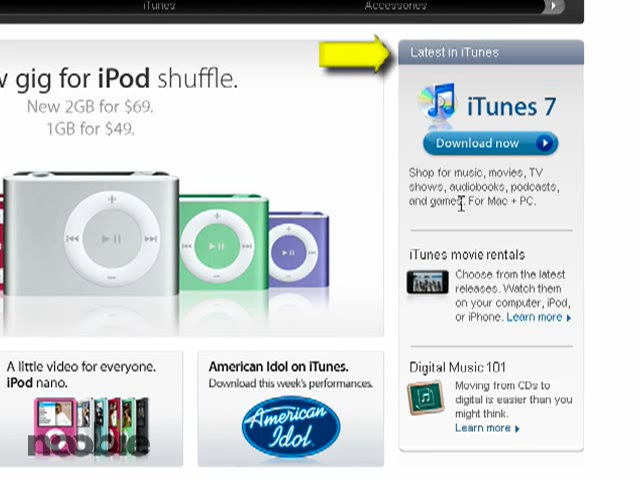 iTunes
Accessories
w gig for iPod shuffle.
New 2GB for $69.
1GB for $49.
Latest in iTunes
iTunes 7
Download now
Shop for music, movies, TV
shows, audiobooks, podcasts,
and games. For Mac + PC.
iTunes movie rentals
Choose from the latest
releases. Watch them
on your computer, iPod,
or iPhone. Learn more
Digital Music 101
Moving from CDs to
digital is easier than you
might think.
Learn more
A little video for everyone.
iPod nano.
American Idol on iTunes.
Download this week's performances.
MENU
American
Idol
noobie